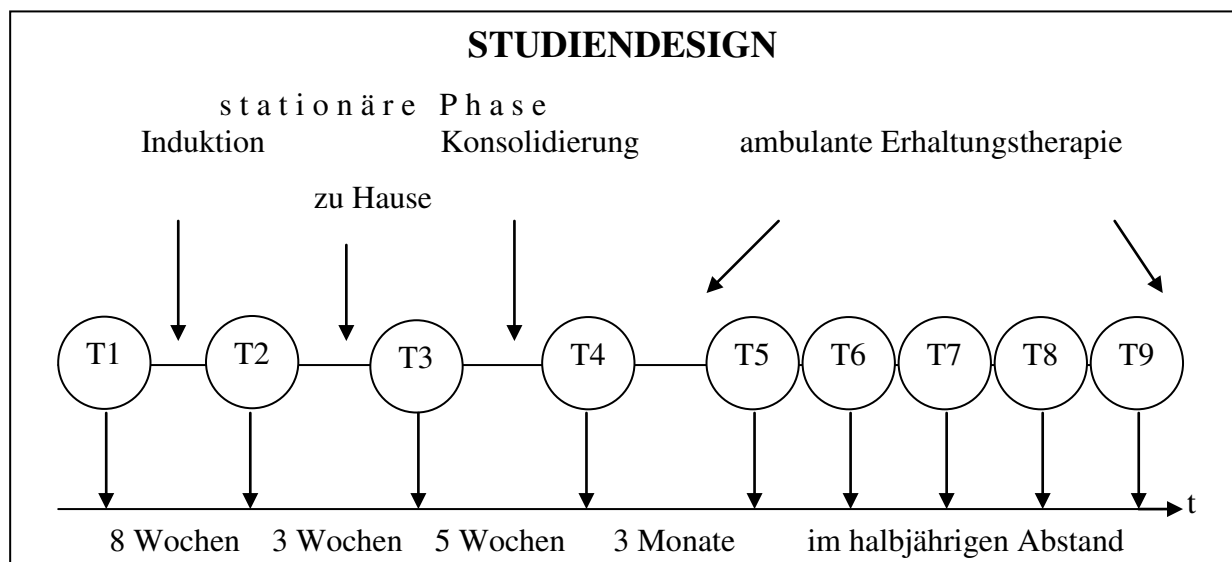 STUDIENDESIGN
stationäre Phase
Induktion Konsolidierung ambulante Erhaltungstherapie
zu Hause
T1 T2 T3 T4 T5 T6 T7 T8 T9
t
8 Wochen 3 Wochen 5 Wochen 3 Monate im halbjährigen Abstand